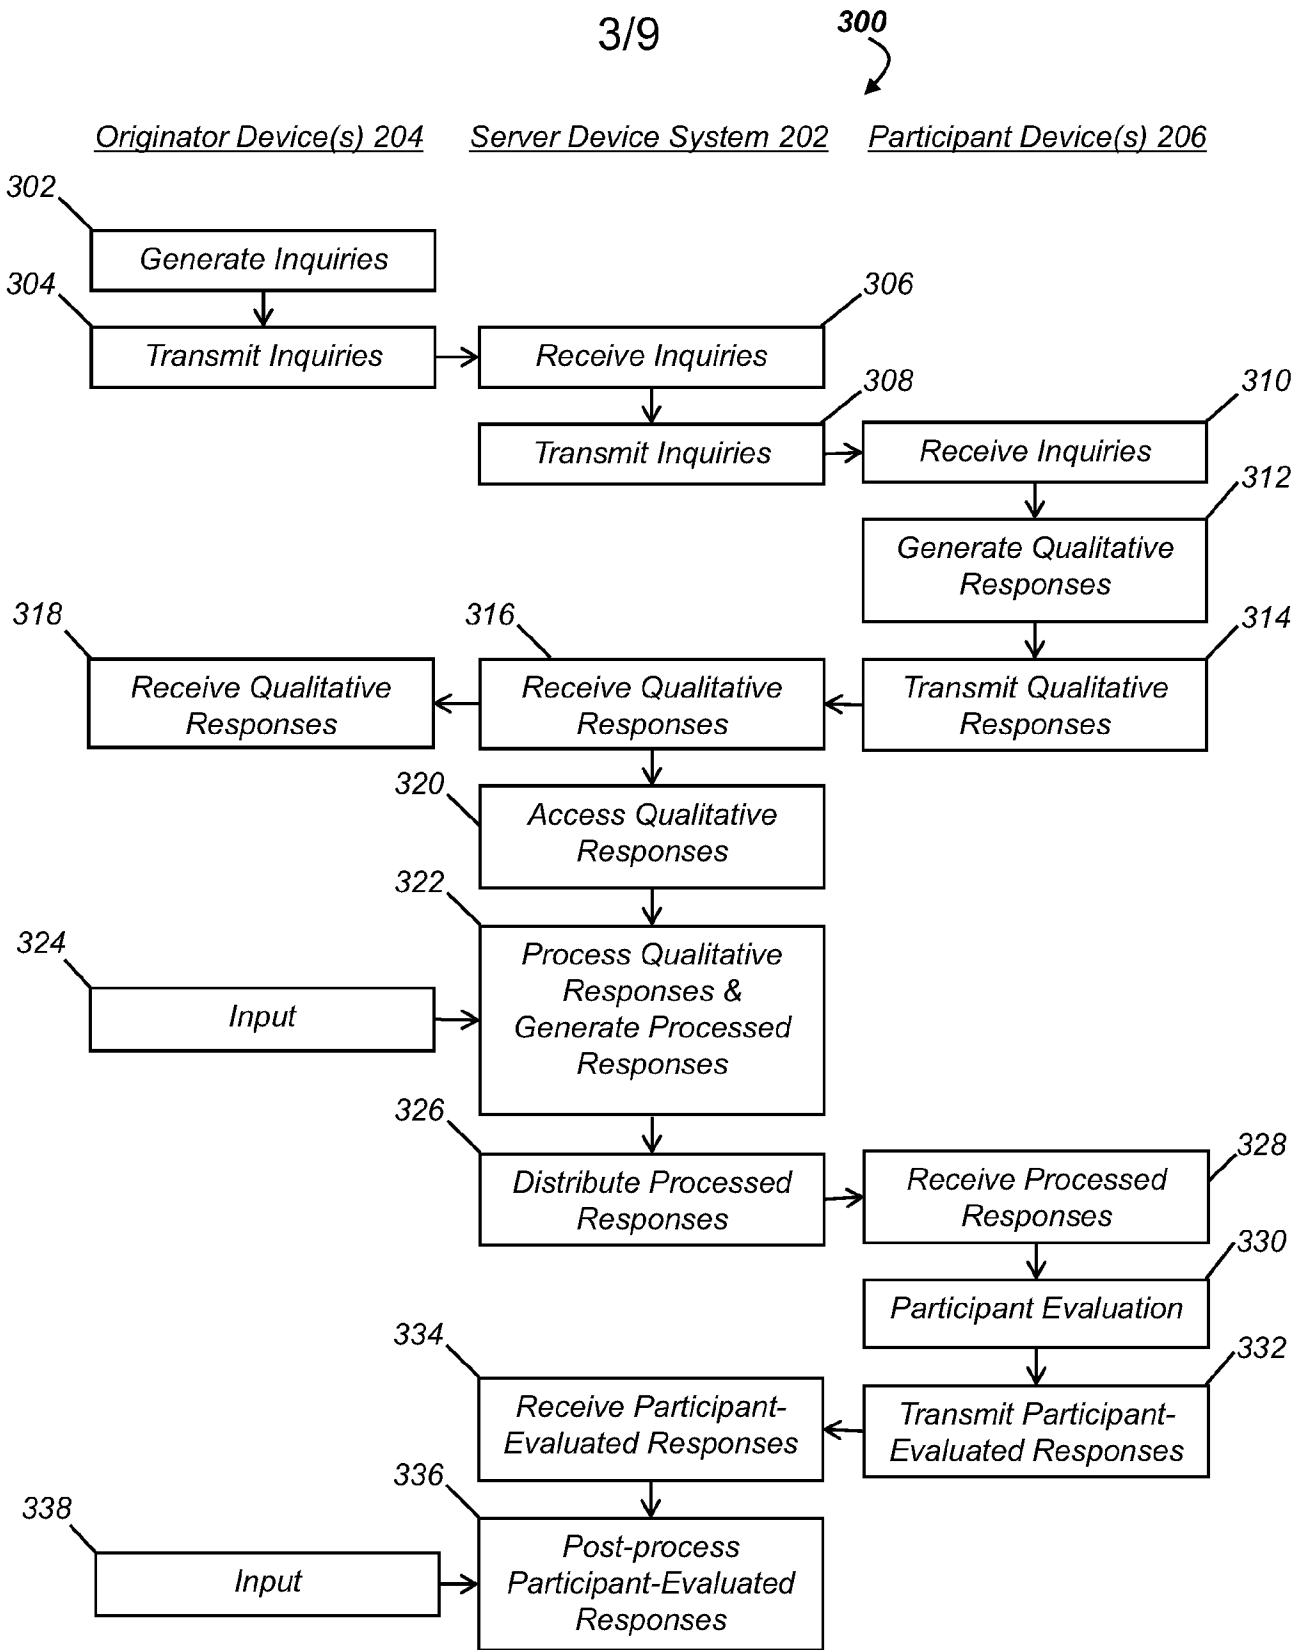 3/9
300
Originator Device(s) 204
Server Device System 202
Participant Device(s) 206
302
Generate Inquiries
304
Transmit Inquiries
306
Receive Inquiries
308
Transmit Inquiries
310
Receive Inquiries
312
Generate Qualitative
Responses
314
Transmit Qualitative
Responses
316
Receive Qualitative
Responses
318
Receive Qualitative
Responses
320
Access Qualitative
Responses
322
Process Qualitative
Responses &
Generate Processed
Responses
324
Input
326
Distribute Processed
Responses
328
Receive Processed
Responses
330
Participant Evaluation
332
Transmit Participant-
Evaluated Responses
334
Receive Participant-
Evaluated Responses
336
Post-process
Participant-Evaluated
Responses
338
Input